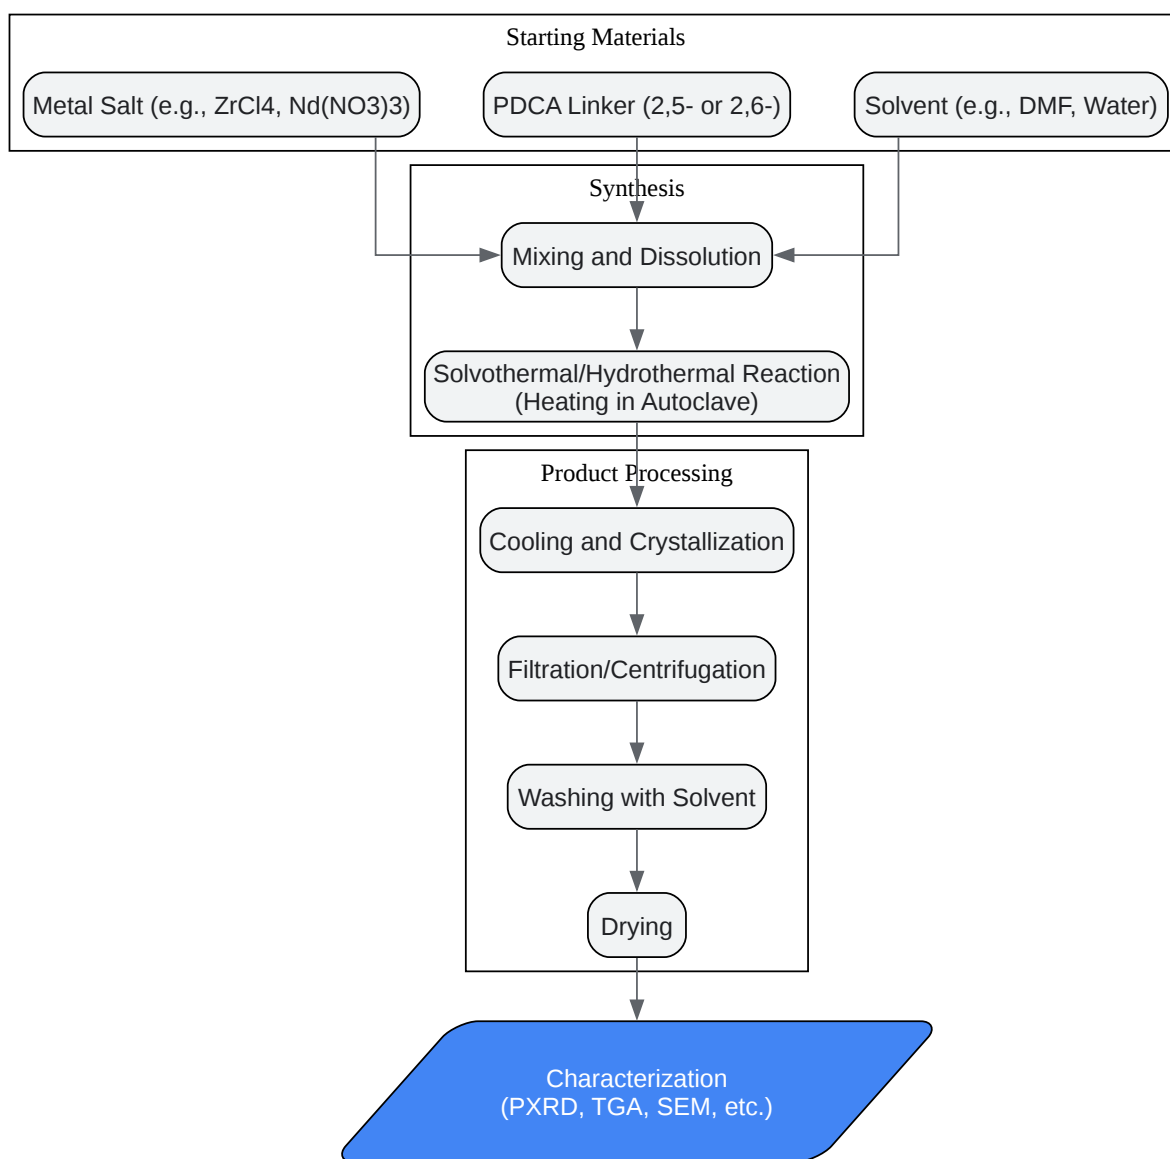 Starting Materials
Metal Salt (e.g., ZrCl4, Nd(NO3)3)
PDCA Linker (2,5- or 2,6-)
Solvent (e.g., DMF, Water)
Synthesis
Mixing and Dissolution
Solvothermal/Hydrothermal Reaction
(Heating in Autoclave)
Product Processing
Cooling and Crystallization
Filtration/Centrifugation
Washing with Solvent
Drying
Characterization
(PXRD, TGA, SEM, etc.)